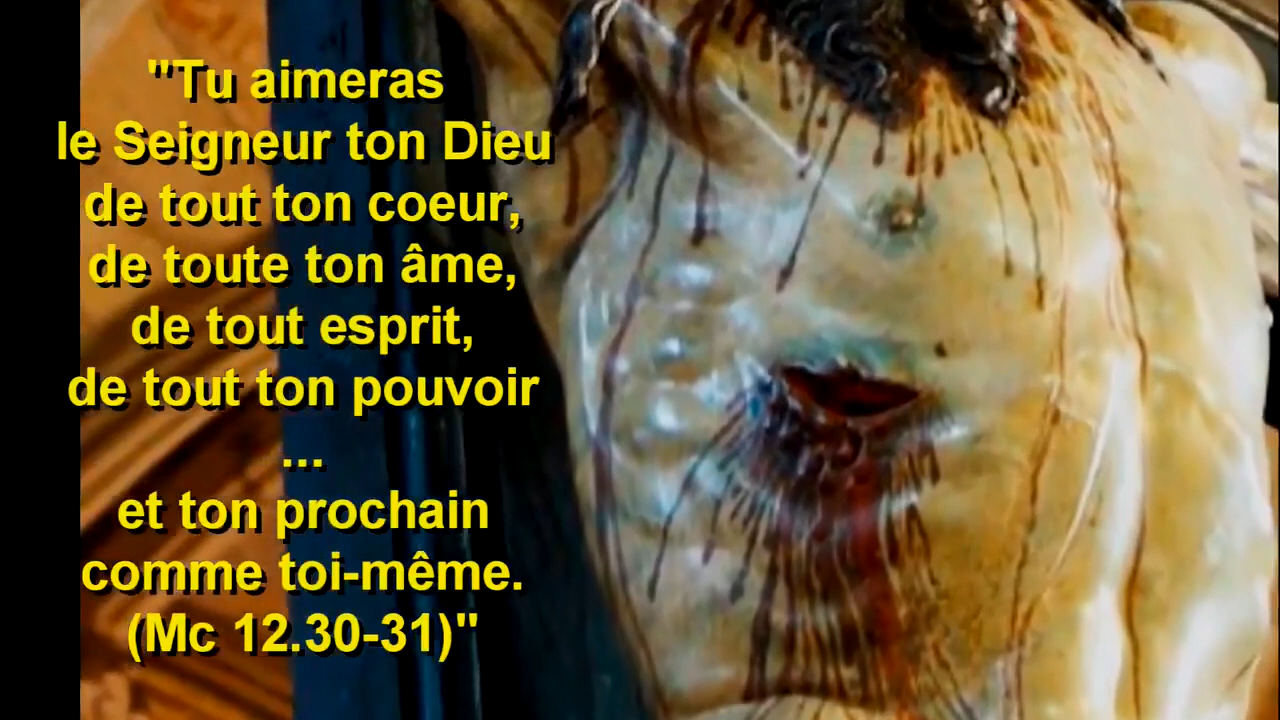 "Tu aimeras
le Seigneur ton Dieu
de tout ton coeur,
de toute ton âme,
de tout esprit,
de tout ton pouvoir
...
et ton prochain
comme toi-même.
(Mc 12.30-31)"